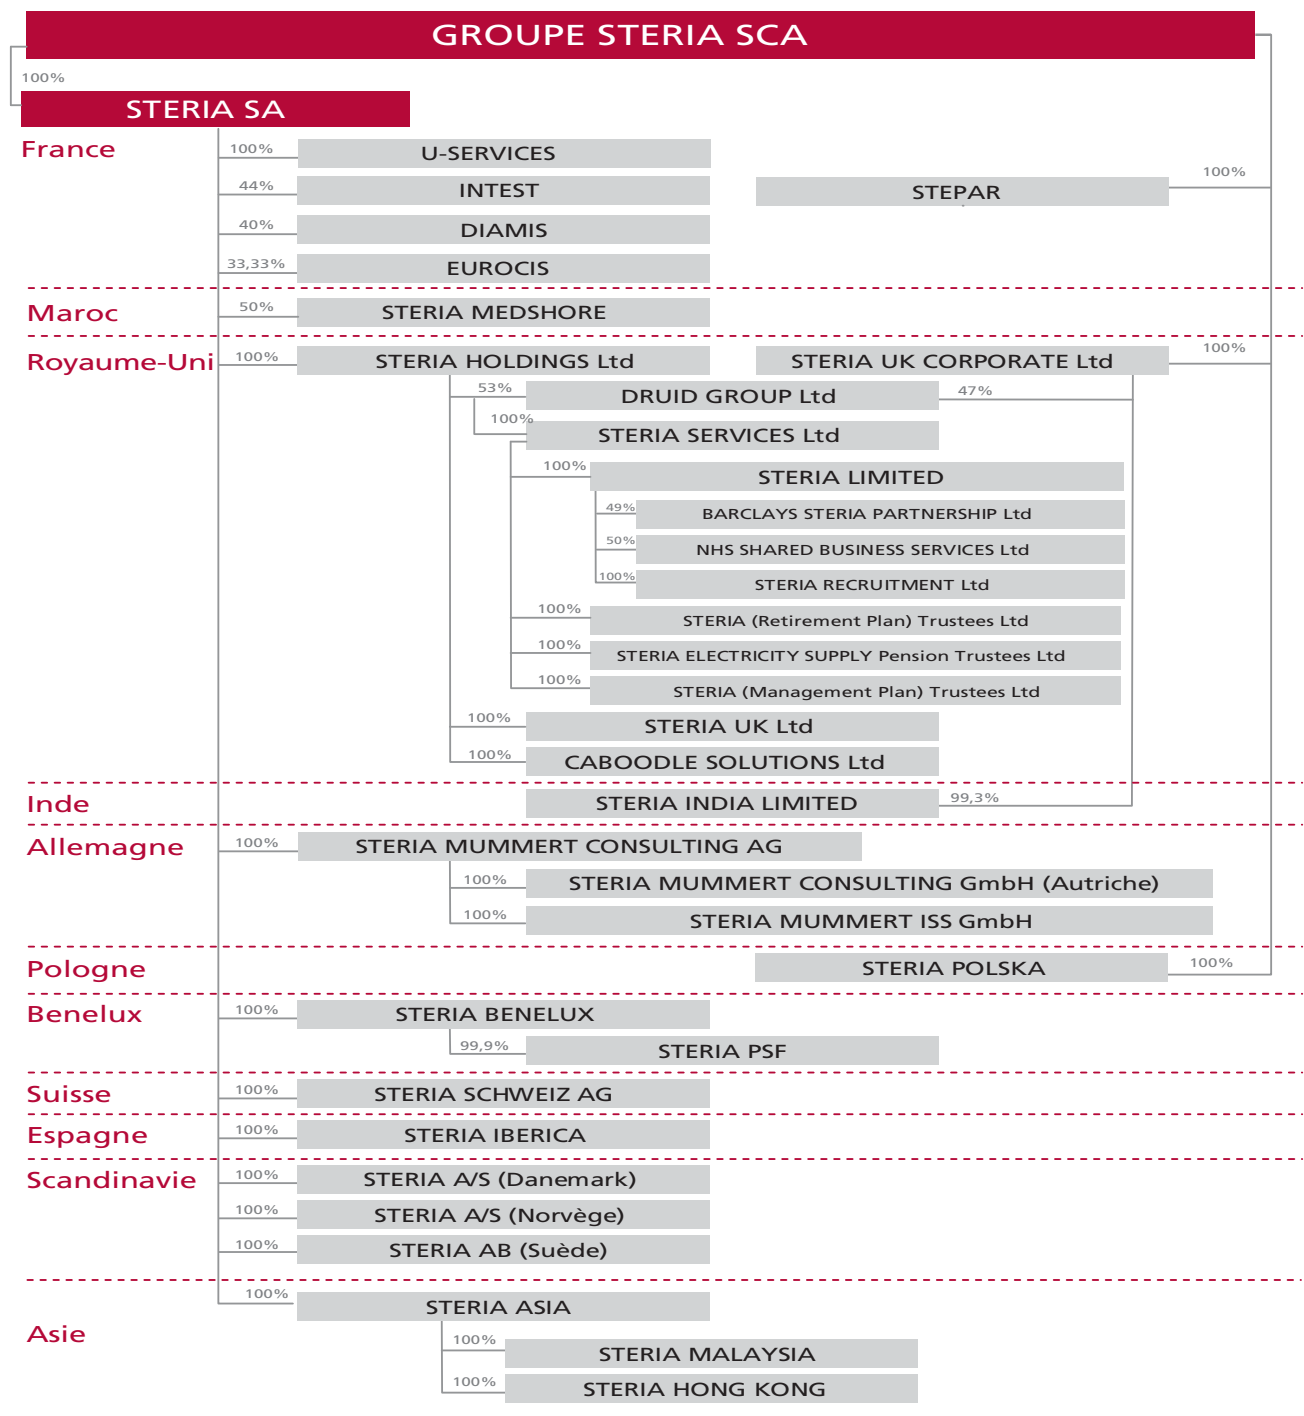 GROUPE STERIA SCA
100%
STERIA SA
France
100%
U-SERVICES
44%
INTEST
STEPAR
100%
40%
DIAMIS
33,33%
EUROCIS
Maroc
50%
STERIA MEDSHORE
Royaume-Uni
100%
STERIA HOLDINGS Ltd
STERIA UK CORPORATE Ltd
100%
53%
DRUID GROUP Ltd
47%
100%
STERIA SERVICES Ltd
100%
STERIA LIMITED
49%
BARCLAYS STERIA PARTNERSHIP Ltd
50%
NHS SHARED BUSINESS SERVICES Ltd
100%
STERIA RECRUITMENT Ltd
100%
STERIA (Retirement Plan) Trustees Ltd
100%
STERIA ELECTRICITY SUPPLY Pension Trustees Ltd
100%
STERIA (Management Plan) Trustees Ltd
100%
STERIA UK Ltd
100%
CABOODLE SOLUTIONS Ltd
Inde
STERIA INDIA LIMITED
99,3%
Allemagne
100%
STERIA MUMMERT CONSULTING AG
100%
STERIA MUMMERT CONSULTING GmbH (Autriche)
100%
STERIA MUMMERT ISS GmbH
Pologne
STERIA POLSKA
100%
Benelux
100%
STERIA BENELUX
99,9%
STERIA PSF
Suisse
100%
STERIA SCHWEIZ AG
Espagne
100%
STERIA IBERICA
Scandinavie
100%
STERIA A/S (Danemark)
100%
STERIA A/S (Norvège)
100%
STERIA AB (Suède)
100%
STERIA ASIA
Asie
100%
STERIA MALAYSIA
100%
STERIA HONG KONG